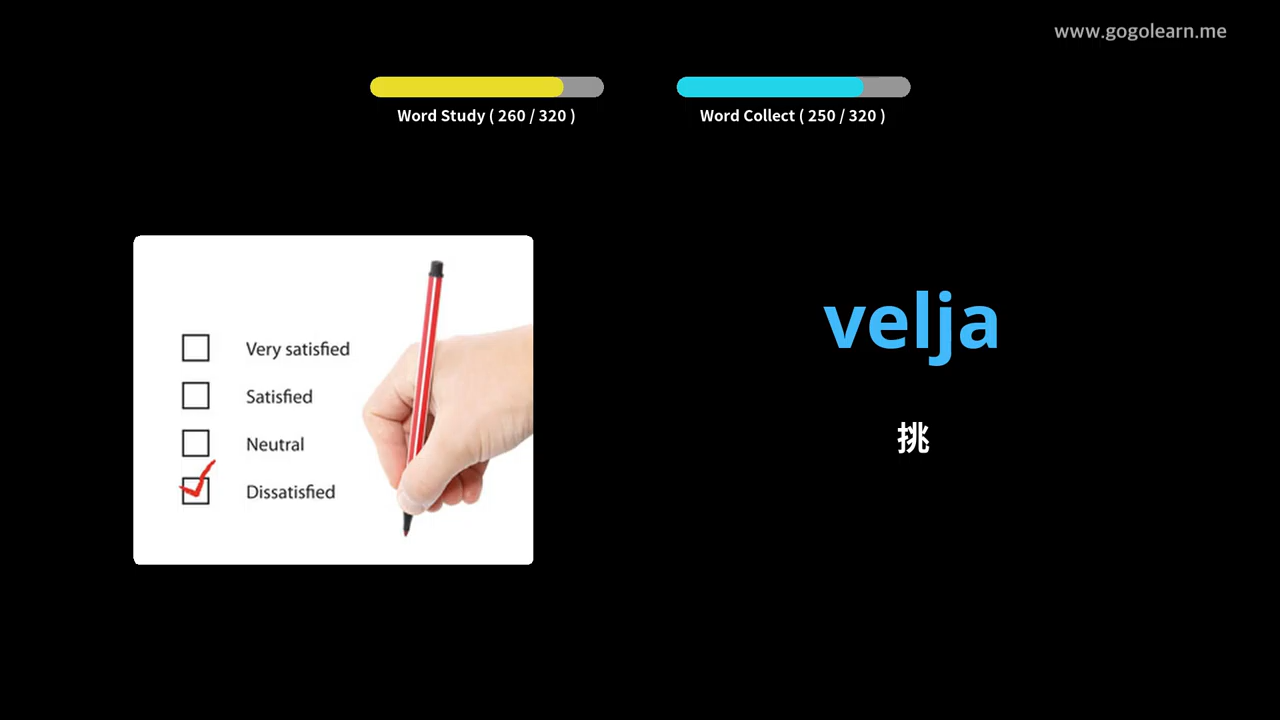 www.gogolearn.me
Word Study ( 260 / 320 )
Word Collect ( 250 / 320 )
Very satisfied
Satisfied
Neutral
Dissatisfied
velja
挑